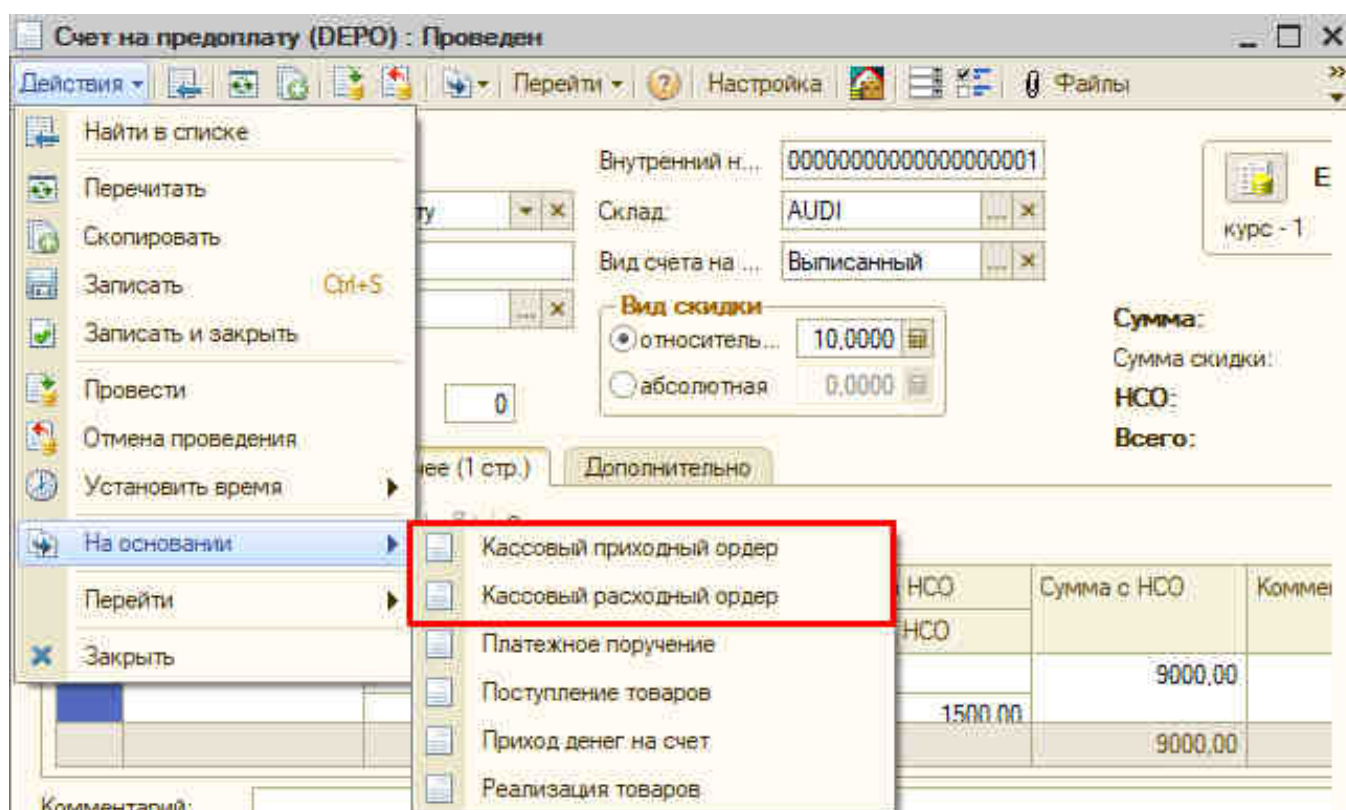 Счет на предоплату (DEPO) : Проведен
Действия Перейти Настройка Файлы
Найти в списке
Перечитать
Скопировать
Записать Ctrl+S
Записать и закрыть
Провести
Отмена проведения
Установить время
На основании
Перейти
Закрыть
Внутренний н... 00000000000000000001
Склад: AUDI
Вид счета на ... Выписанный
Вид скидки
относитель... 10,0000
абсолютная 0,0000
0
курс - 1
Сумма:
Сумма скидки:
НСО:
Всего:
(1 стр.) Дополнительно
Кассовый приходный ордер
Кассовый расходный ордер
Платежное поручение
Поступление товаров
Приход денег на счет
Реализация товаров
НСО Сумма с НСО
НСО
9000,00
1500,00
9000,00
Комментарий: